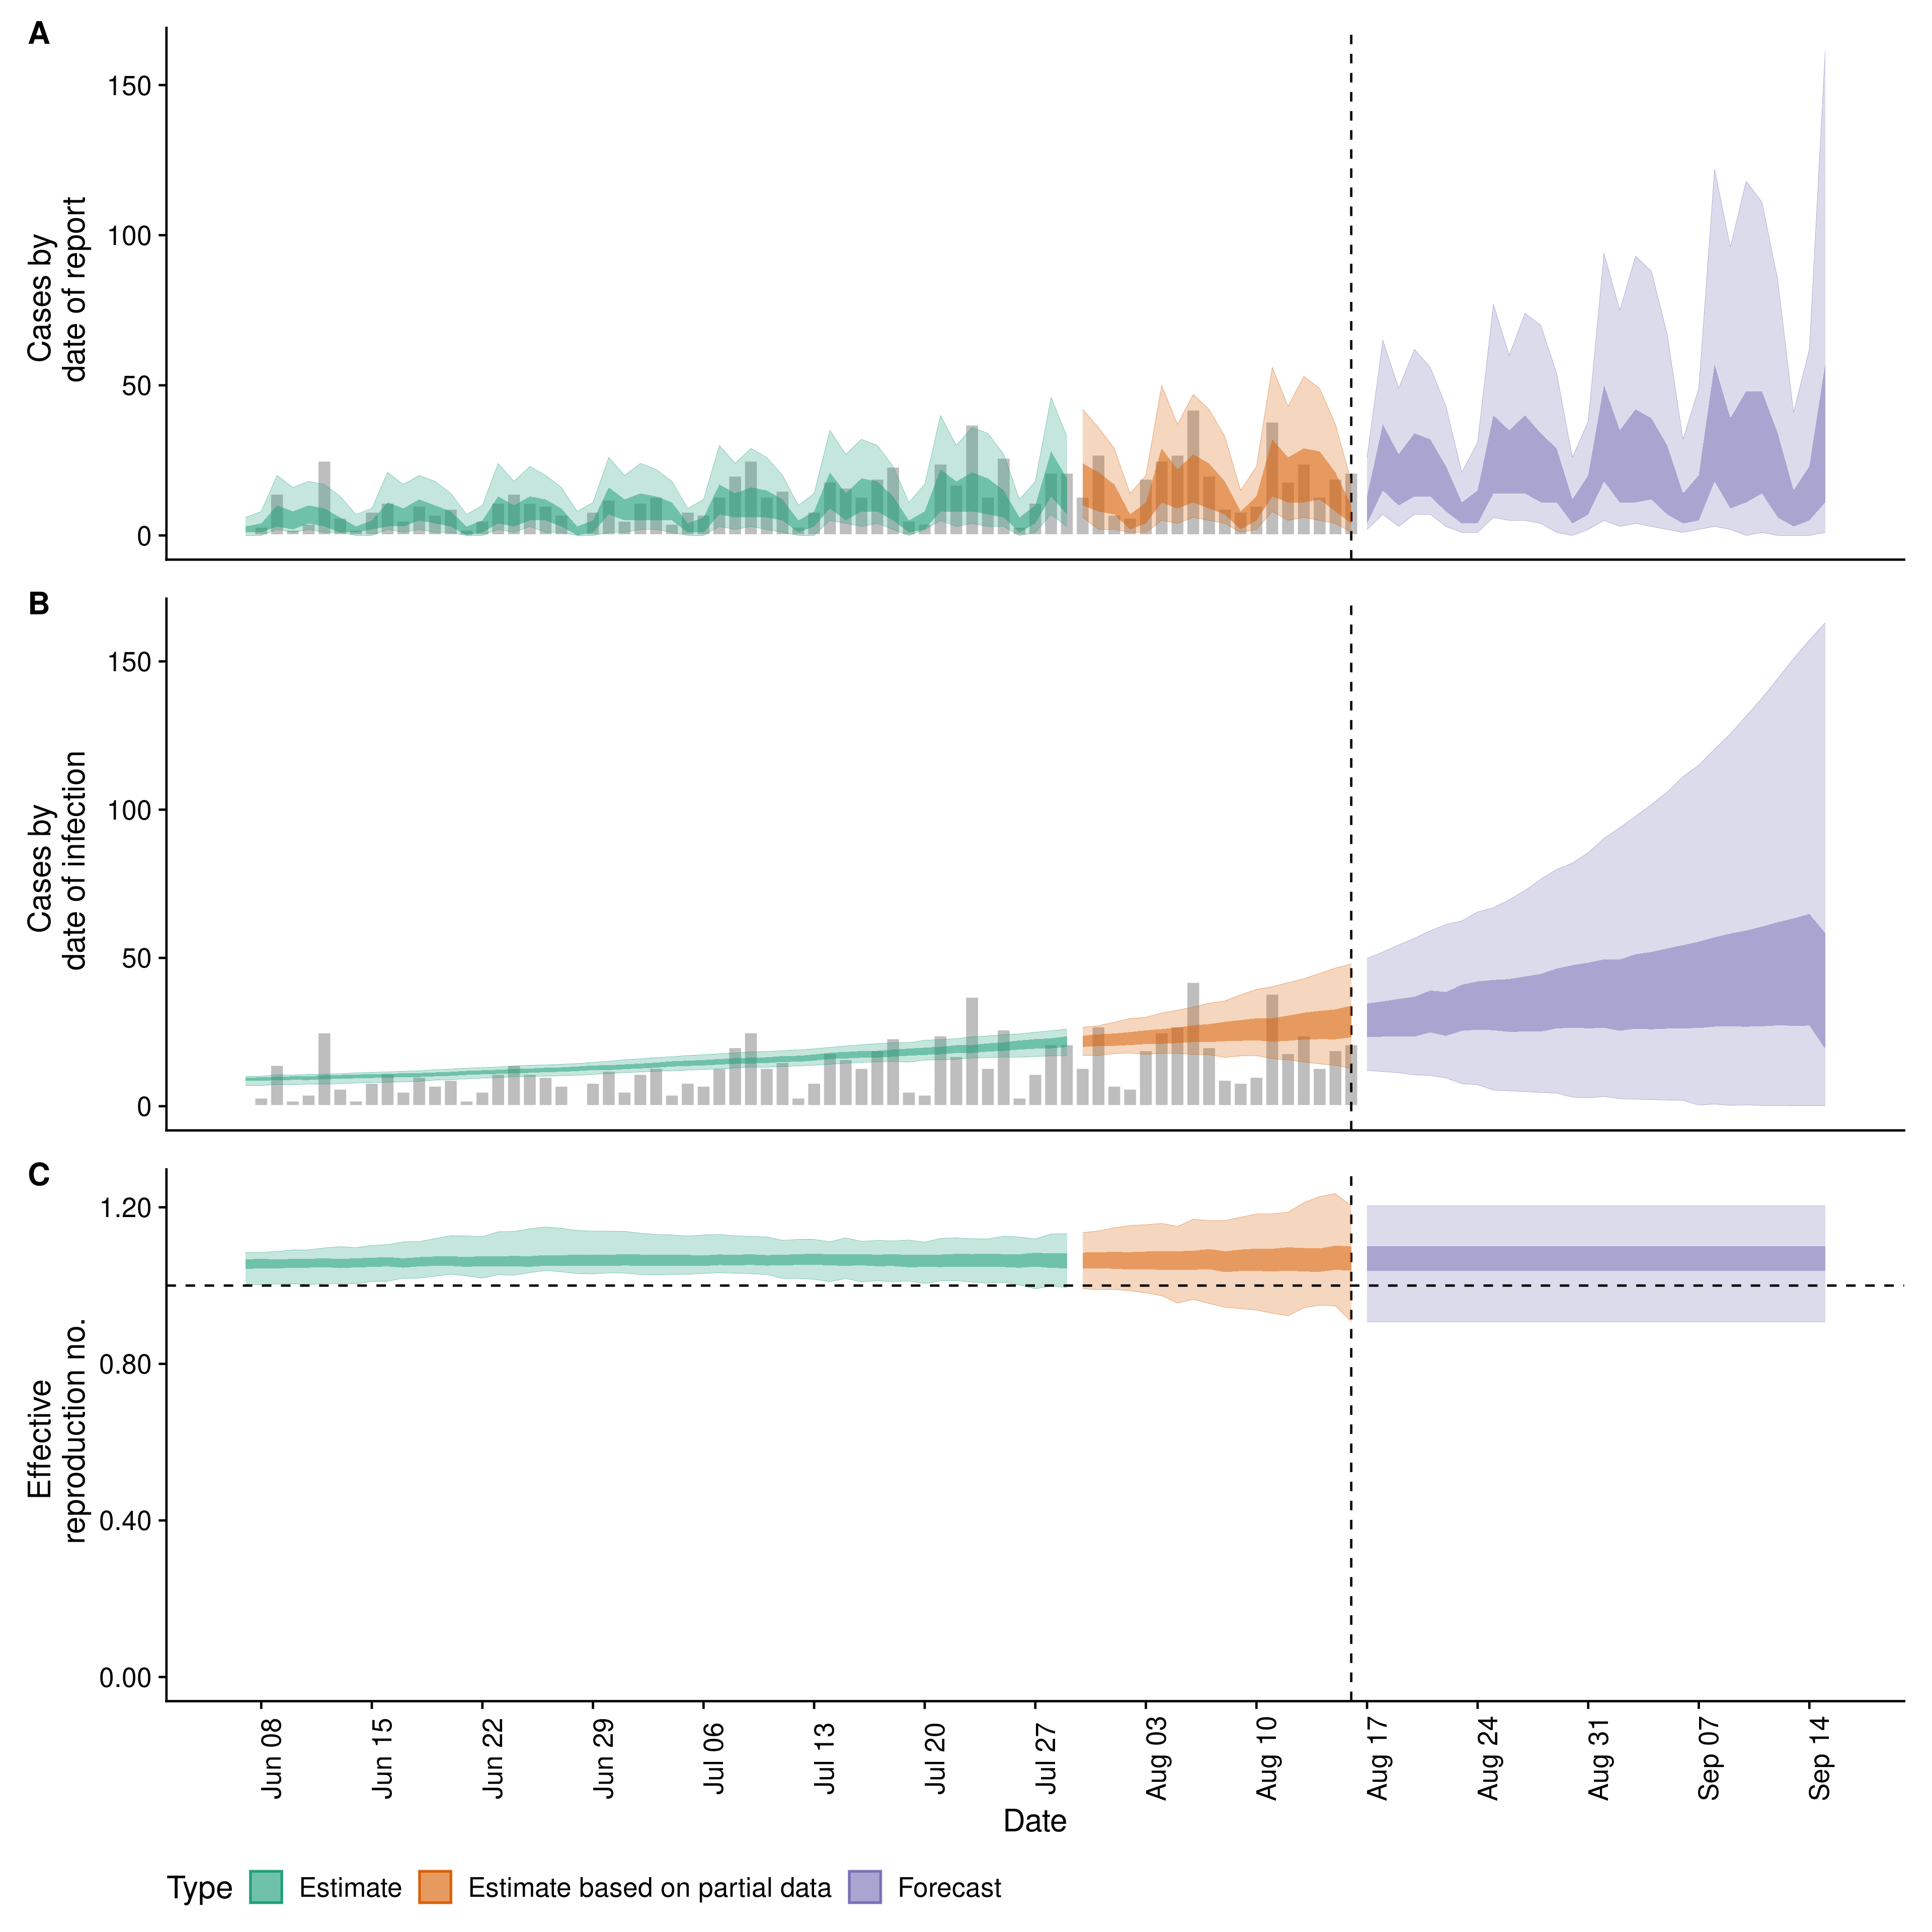 A
Cases by
date of report
150
100
50
0
B
Cases by
date of infection
150
100
50
0
C
Effective
reproduction no.
1.20
0.80
0.40
0.00
Jun 08
Jun 15
Jun 22
Jun 29
Jul 06
Jul 13
Jul 20
Jul 27
Aug 03
Aug 10
Aug 17
Aug 24
Aug 31
Sep 07
Sep 14
Date
Type Estimate Estimate based on partial data Forecast